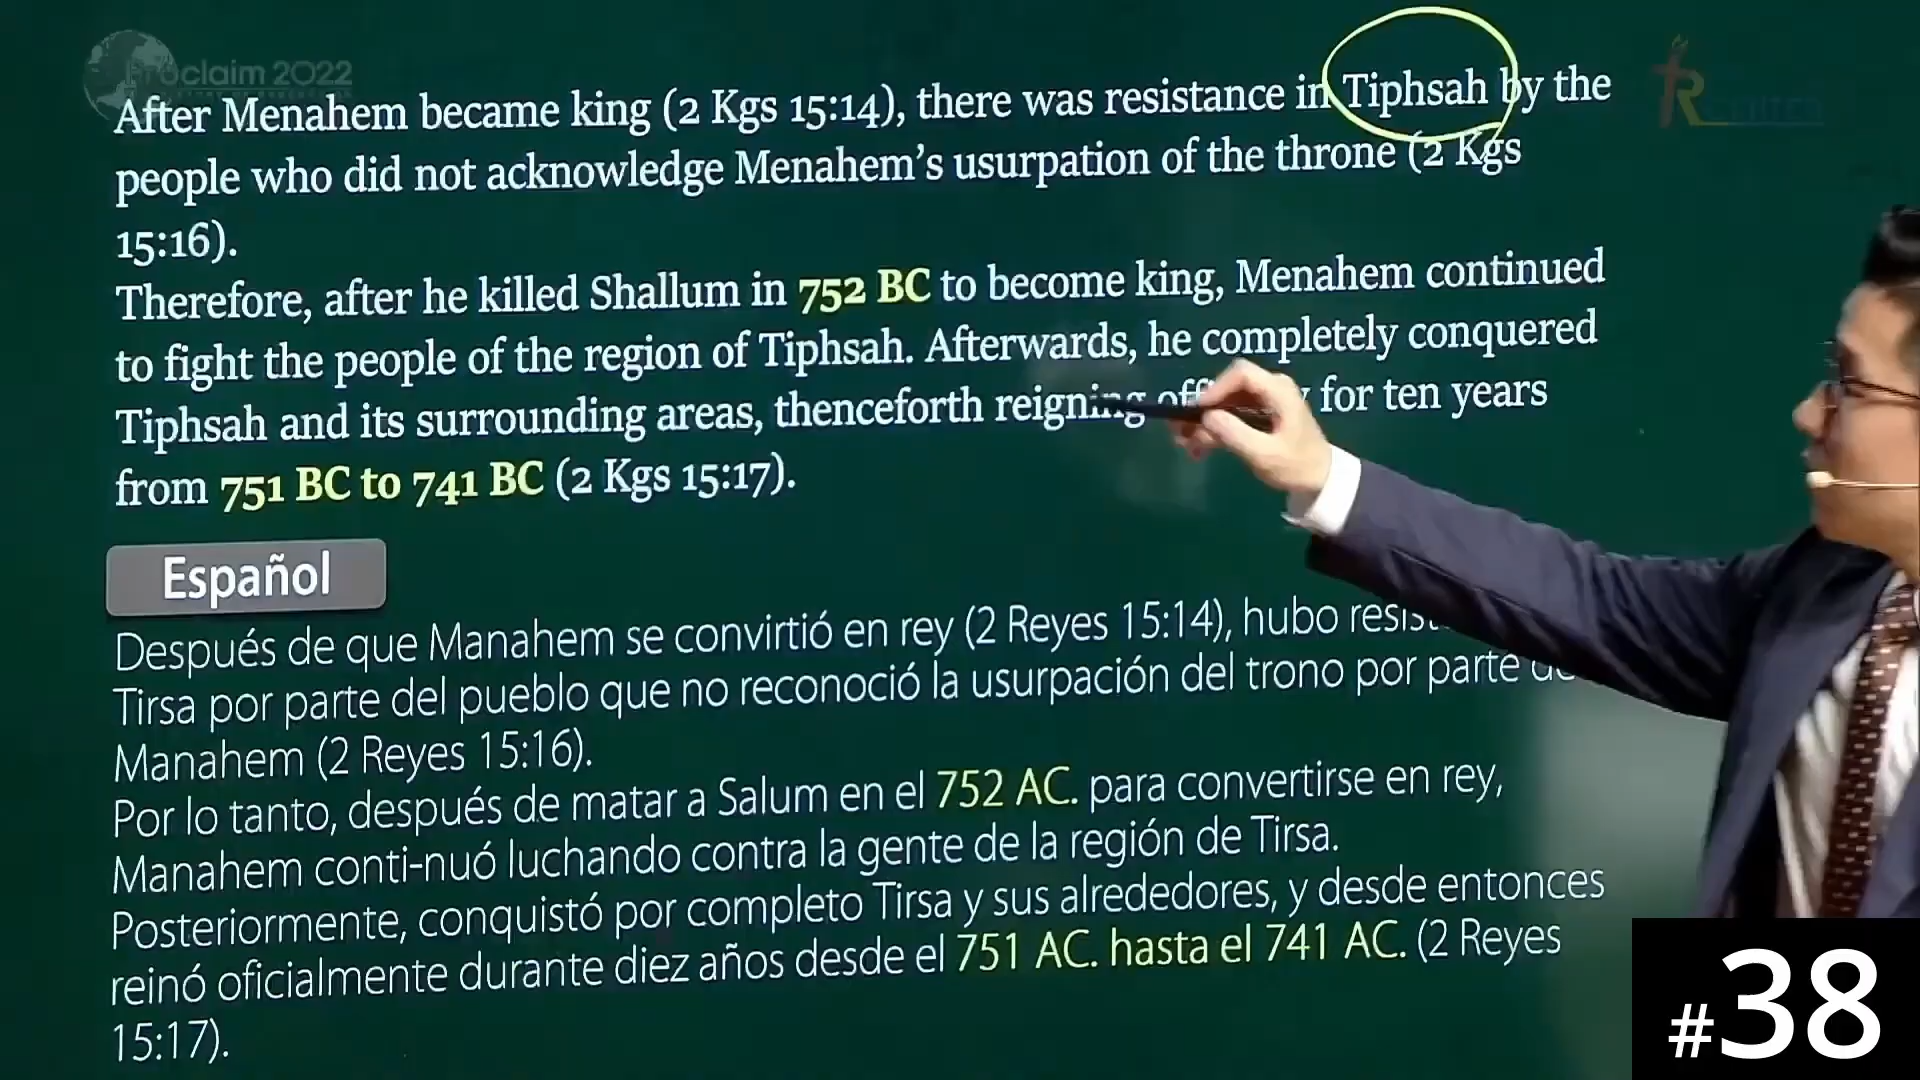 Proclaim 2022
After Menahem became king (2 Kgs 15:14), there was resistance in Tiphsah by the
people who did not acknowledge Menahem’s usurpation of the throne (2 Kgs
15:16).
Therefore, after he killed Shallum in 752 BC to become king, Menahem continued
to fight the people of the region of Tiphsah. Afterwards, he completely conquered
Tiphsah and its surrounding areas, thenceforth reigning for ten years
from 751 BC to 741 BC (2 Kgs 15:17).
Español
Después de que Manahem se convirtió en rey (2 Reyes 15:14), hubo
Tirsa por parte del pueblo que no reconoció la usurpación del trono por parte
Manahem (2 Reyes 15:16).
Por lo tanto, después de matar a Salum en el 752 AC. para convertirse en rey,
Manahem conti-nuó luchando contra la gente de la región de Tirsa.
Posteriormente, conquistó por completo Tirsa y sus alrededores, y desde entonces
reinó oficialmente durante diez años desde el 751 AC. hasta el 741 AC. (2 Reyes
15:17).
#38